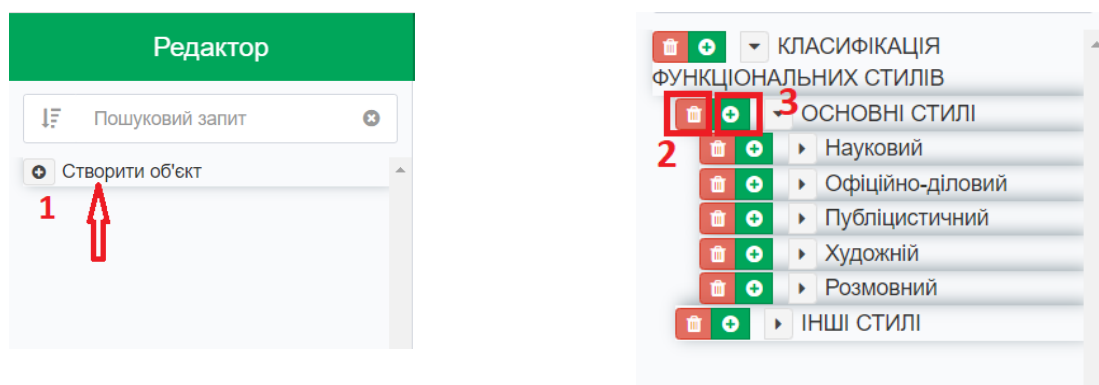 Редактор
Пошуковий запит
Створити об'єкт
1
КЛАСИФІКАЦІЯ
ФУНКЦІОНАЛЬНИХ СТИЛІВ
3
ОСНОВНІ СТИЛІ
2
Науковий
Офіційно-діловий
Публіцистичний
Художній
Розмовний
ІНШІ СТИЛІ